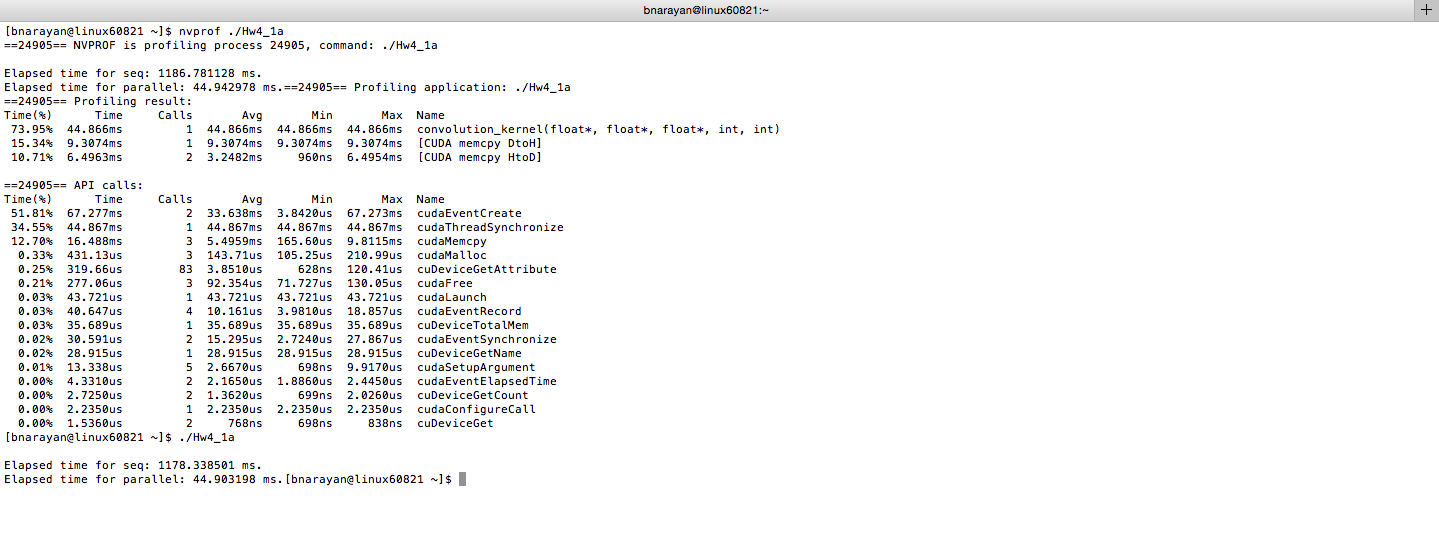 bnarayan@linux60821:~
+
[bnarayan@linux60821 ~]$ nvprof ./Hw4_1a
==24905== NVPROF is profiling process 24905, command: ./Hw4_1a
Elapsed time for seq: 1186.781128 ms.
Elapsed time for parallel: 44.942978 ms.==24905== Profiling application: ./Hw4_1a
==24905== Profiling result:
Time(%)      Time     Calls       Avg       Min       Max  Name
 73.95%  44.866ms         1  44.866ms  44.866ms  44.866ms  convolution_kernel(float*, float*, float*, int, int)
 15.34%  9.3074ms         1  9.3074ms  9.3074ms  9.3074ms  [CUDA memcpy DtoH]
 10.71%  6.4963ms         2  3.2482ms     960ns  6.4954ms  [CUDA memcpy HtoD]
==24905== API calls:
Time(%)      Time     Calls       Avg       Min       Max  Name
 51.81%  67.277ms         2  33.638ms  3.8420us  67.273ms  cudaEventCreate
 34.55%  44.867ms         1  44.867ms  44.867ms  44.867ms  cudaThreadSynchronize
 12.70%  16.488ms         3  5.4959ms  165.60us  9.8115ms  cudaMemcpy
  0.33%  431.13us         3  143.71us  105.25us  210.99us  cudaMalloc
  0.25%  319.66us        83  3.8510us     628ns  120.41us  cuDeviceGetAttribute
  0.21%  277.06us         3  92.354us  71.727us  130.05us  cudaFree
  0.03%  43.721us         1  43.721us  43.721us  43.721us  cudaLaunch
  0.03%  40.647us         4  10.161us  3.9810us  18.857us  cudaEventRecord
  0.03%  35.689us         1  35.689us  35.689us  35.689us  cuDeviceTotalMem
  0.02%  30.591us         2  15.295us  2.7240us  27.867us  cudaEventSynchronize
  0.02%  28.915us         1  28.915us  28.915us  28.915us  cuDeviceGetName
  0.01%  13.338us         5  2.6670us     698ns  9.9170us  cudaSetupArgument
  0.00%  4.3310us         2  2.1650us  1.8860us  2.4450us  cudaEventElapsedTime
  0.00%  2.7250us         2  1.3620us     699ns  2.0260us  cuDeviceGetCount
  0.00%  2.2350us         1  2.2350us  2.2350us  2.2350us  cudaConfigureCall
  0.00%  1.5360us         2     768ns     698ns     838ns  cuDeviceGet
[bnarayan@linux60821 ~]$ ./Hw4_1a
Elapsed time for seq: 1178.338501 ms.
Elapsed time for parallel: 44.903198 ms.[bnarayan@linux60821 ~]$